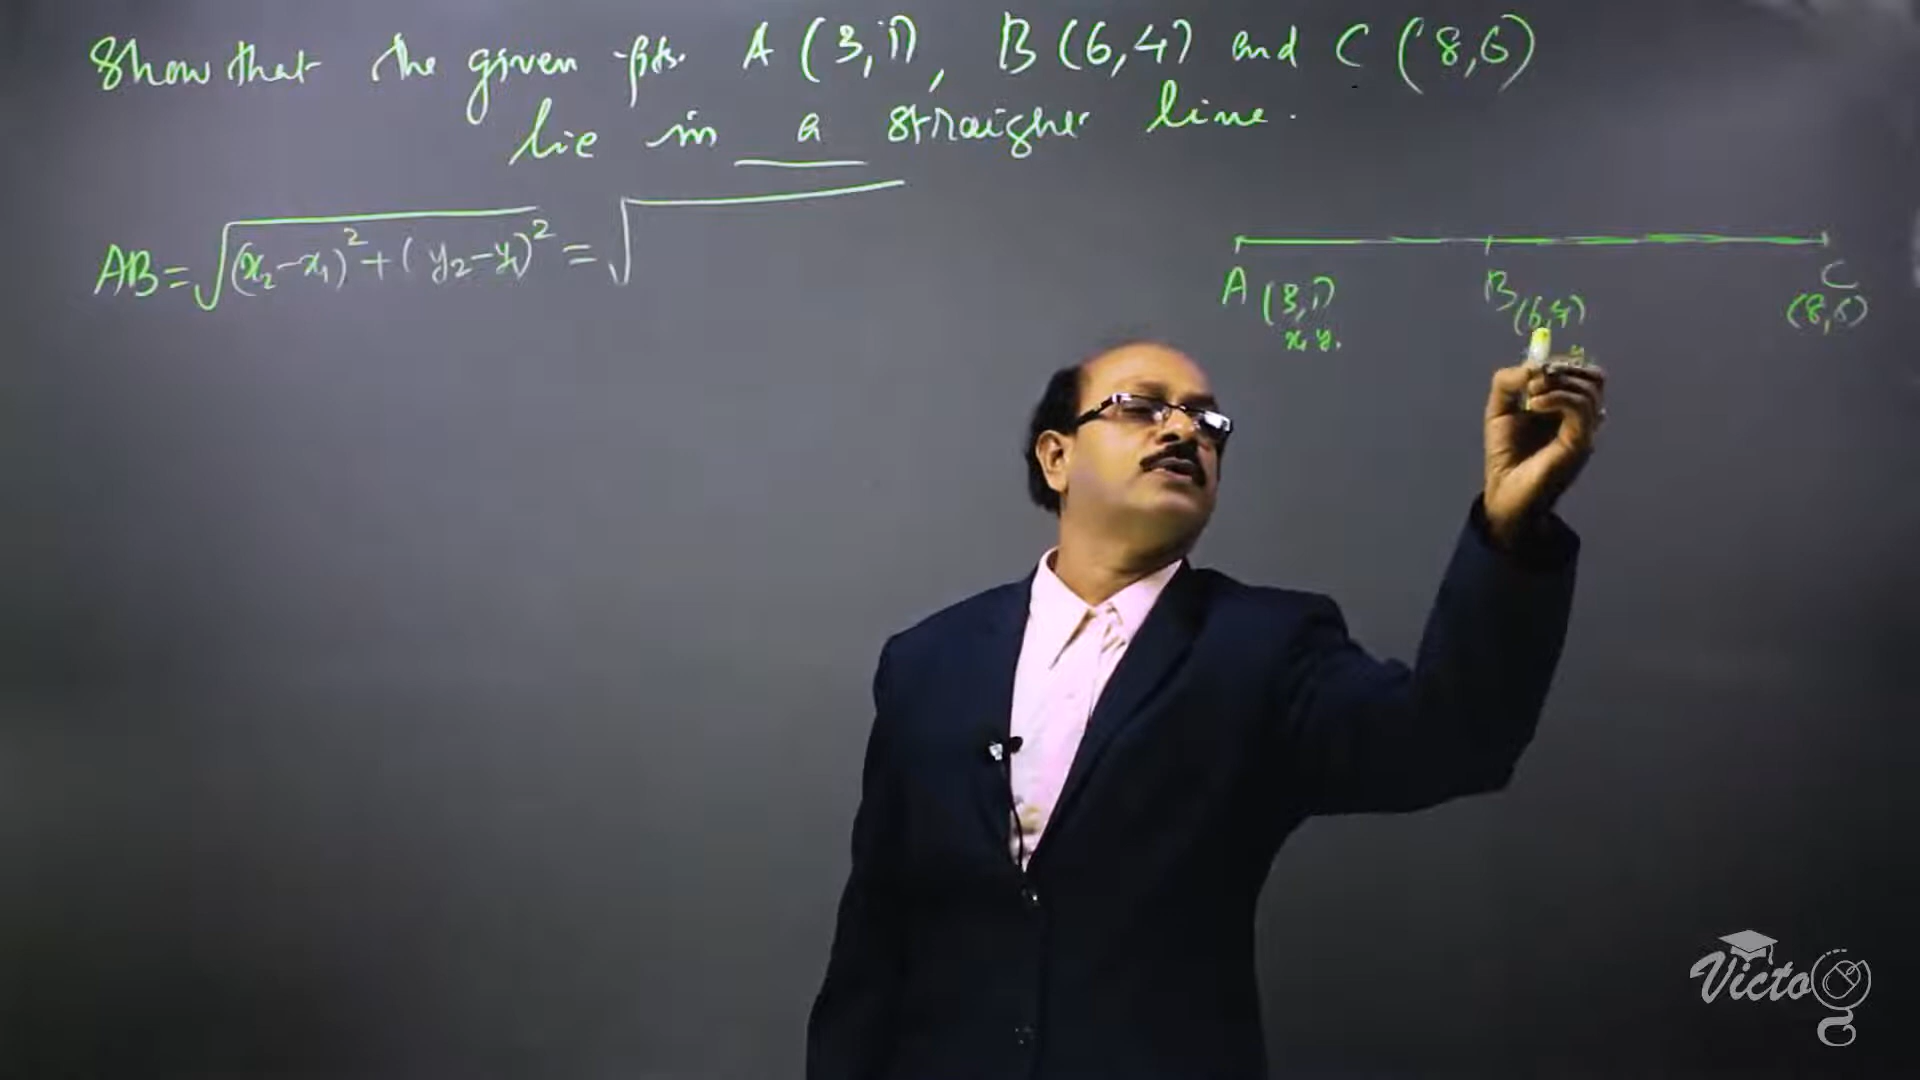 Show that the given pts. A (3,1), B (6,4) and C (8,6)
lie in a straight line.
AB = √(x₂-x₁)² + (y₂-y₁)² = √
A (3,1)
x₁ y₁
B (6,4)
y
C
(8,6)
Victo